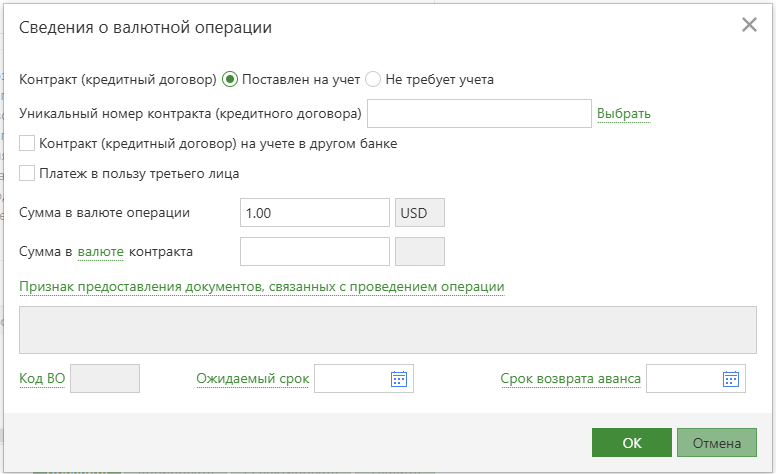 Сведения о валютной операции
Контракт (кредитный договор) Поставлен на учет Не требует учета
Уникальный номер контракта (кредитного договора) Выбрать
Контракт (кредитный договор) на учете в другом банке
Платеж в пользу третьего лица
Сумма в валюте операции 1.00 USD
Сумма в валюте контракта
Признак предоставления документов, связанных с проведением операции
Код ВО Ожидаемый срок Срок возврата аванса
ОК Отмена